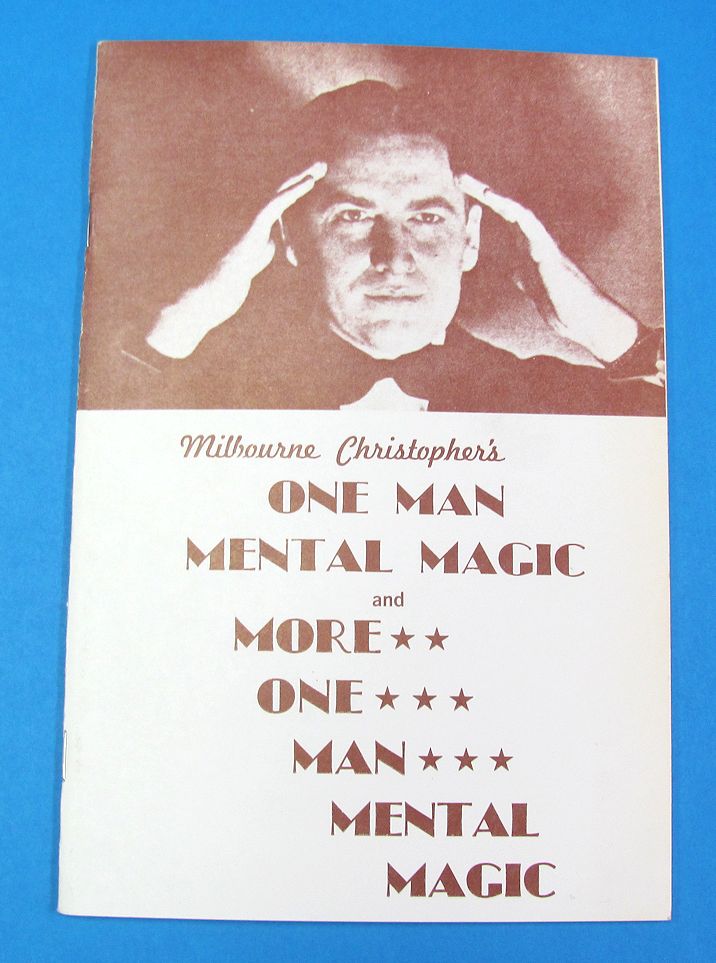 Milbourne Christopher's
ONE MAN
MENTAL MAGIC
and
MORE★★
ONE★★★
MAN★★★
MENTAL
MAGIC